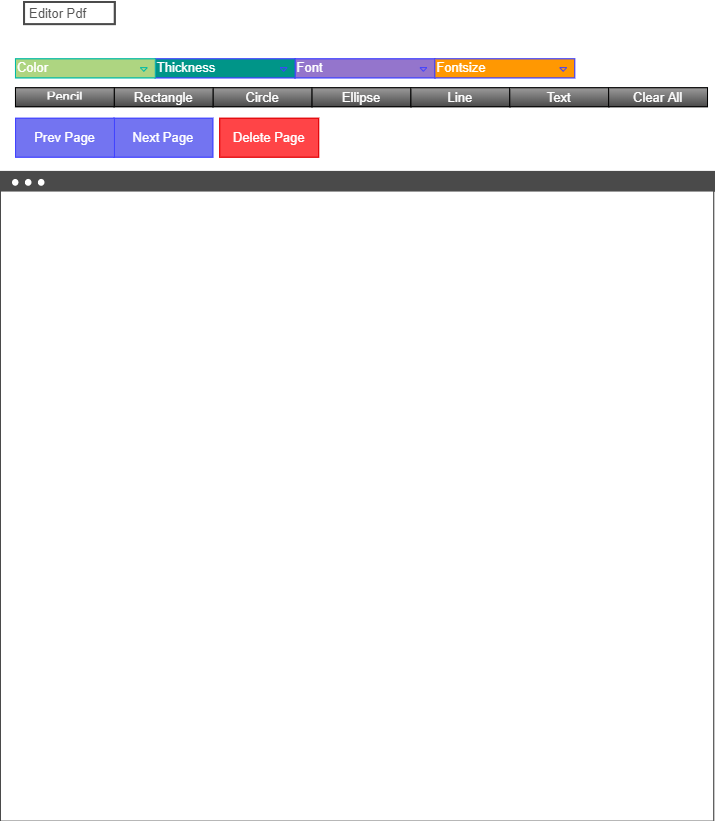 Editor Pdf
Color Thickness Font Fontsize
Pencil Rectangle Circle Ellipse Line Text Clear All
Prev Page Next Page Delete Page